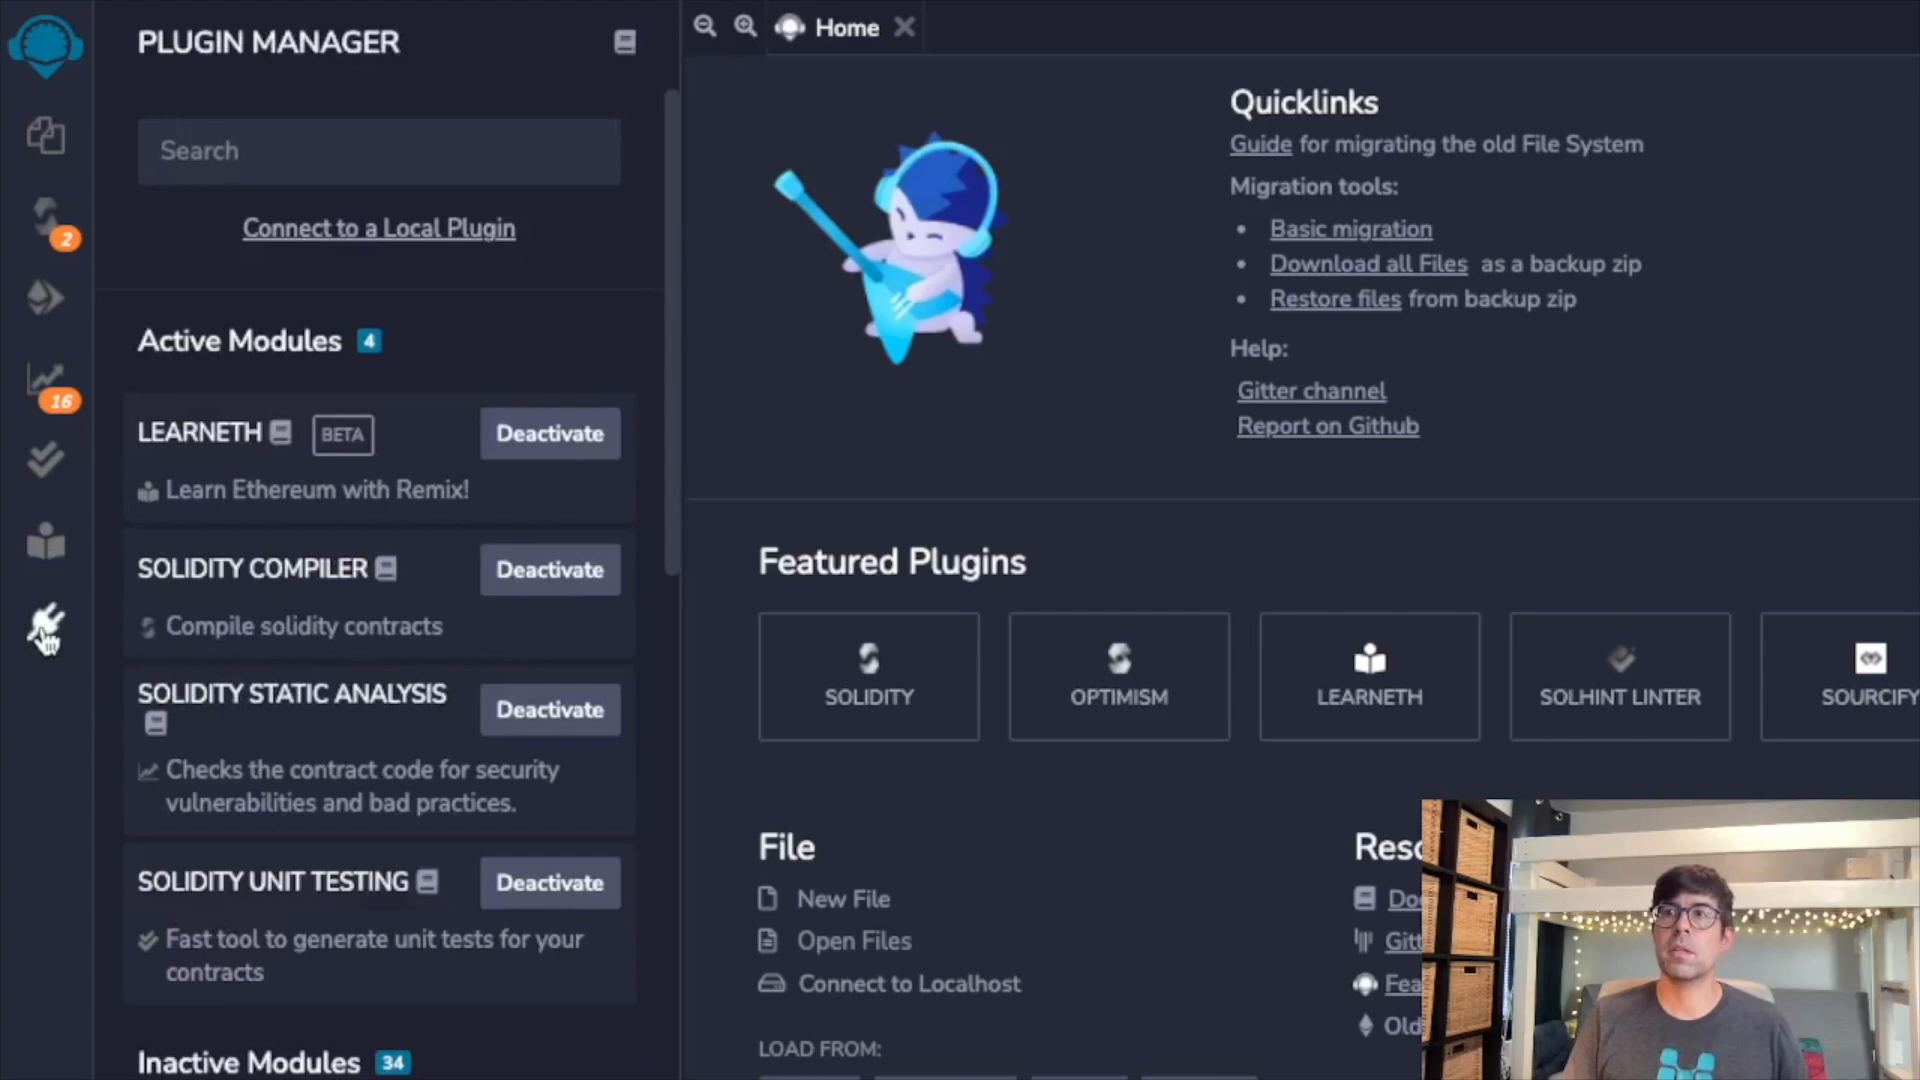 PLUGIN MANAGER
Search
Connect to a Local Plugin
2
16
Active Modules 4
LEARNETH BETA Deactivate
Learn Ethereum with Remix!
SOLIDITY COMPILER Deactivate
Compile solidity contracts
SOLIDITY STATIC ANALYSIS Deactivate
Checks the contract code for security
vulnerabilities and bad practices.
SOLIDITY UNIT TESTING Deactivate
Fast tool to generate unit tests for your
contracts
Inactive Modules 34
Home
Quicklinks
Guide for migrating the old File System
Migration tools:
• Basic migration
• Download all Files as a backup zip
• Restore files from backup zip
Help:
Gitter channel
Report on Github
Featured Plugins
SOLIDITY
OPTIMISM
LEARNETH
SOLHINT LINTER
SOURCIFY
File
New File
Open Files
Connect to Localhost
LOAD FROM:
Reso
Doc
Gitt
Fea
Old